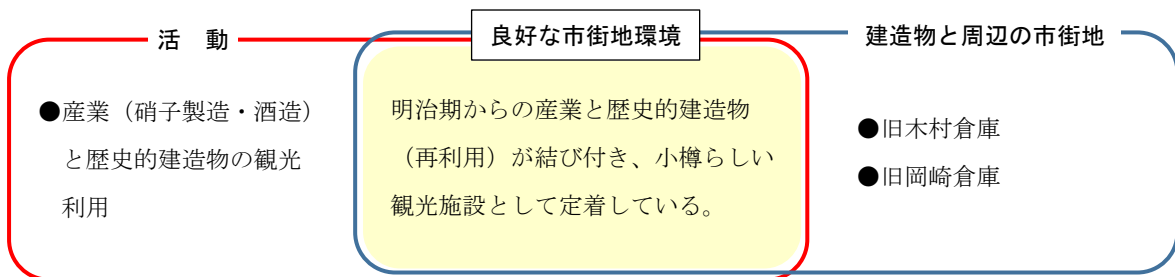 活　動
●産業（硝子製造・酒造）
と歴史的建造物の観光
利用
良好な市街地環境
明治期からの産業と歴史的建造物
（再利用）が結び付き、小樽らしい
観光施設として定着している。
建造物と周辺の市街地
●旧木村倉庫
●旧岡崎倉庫